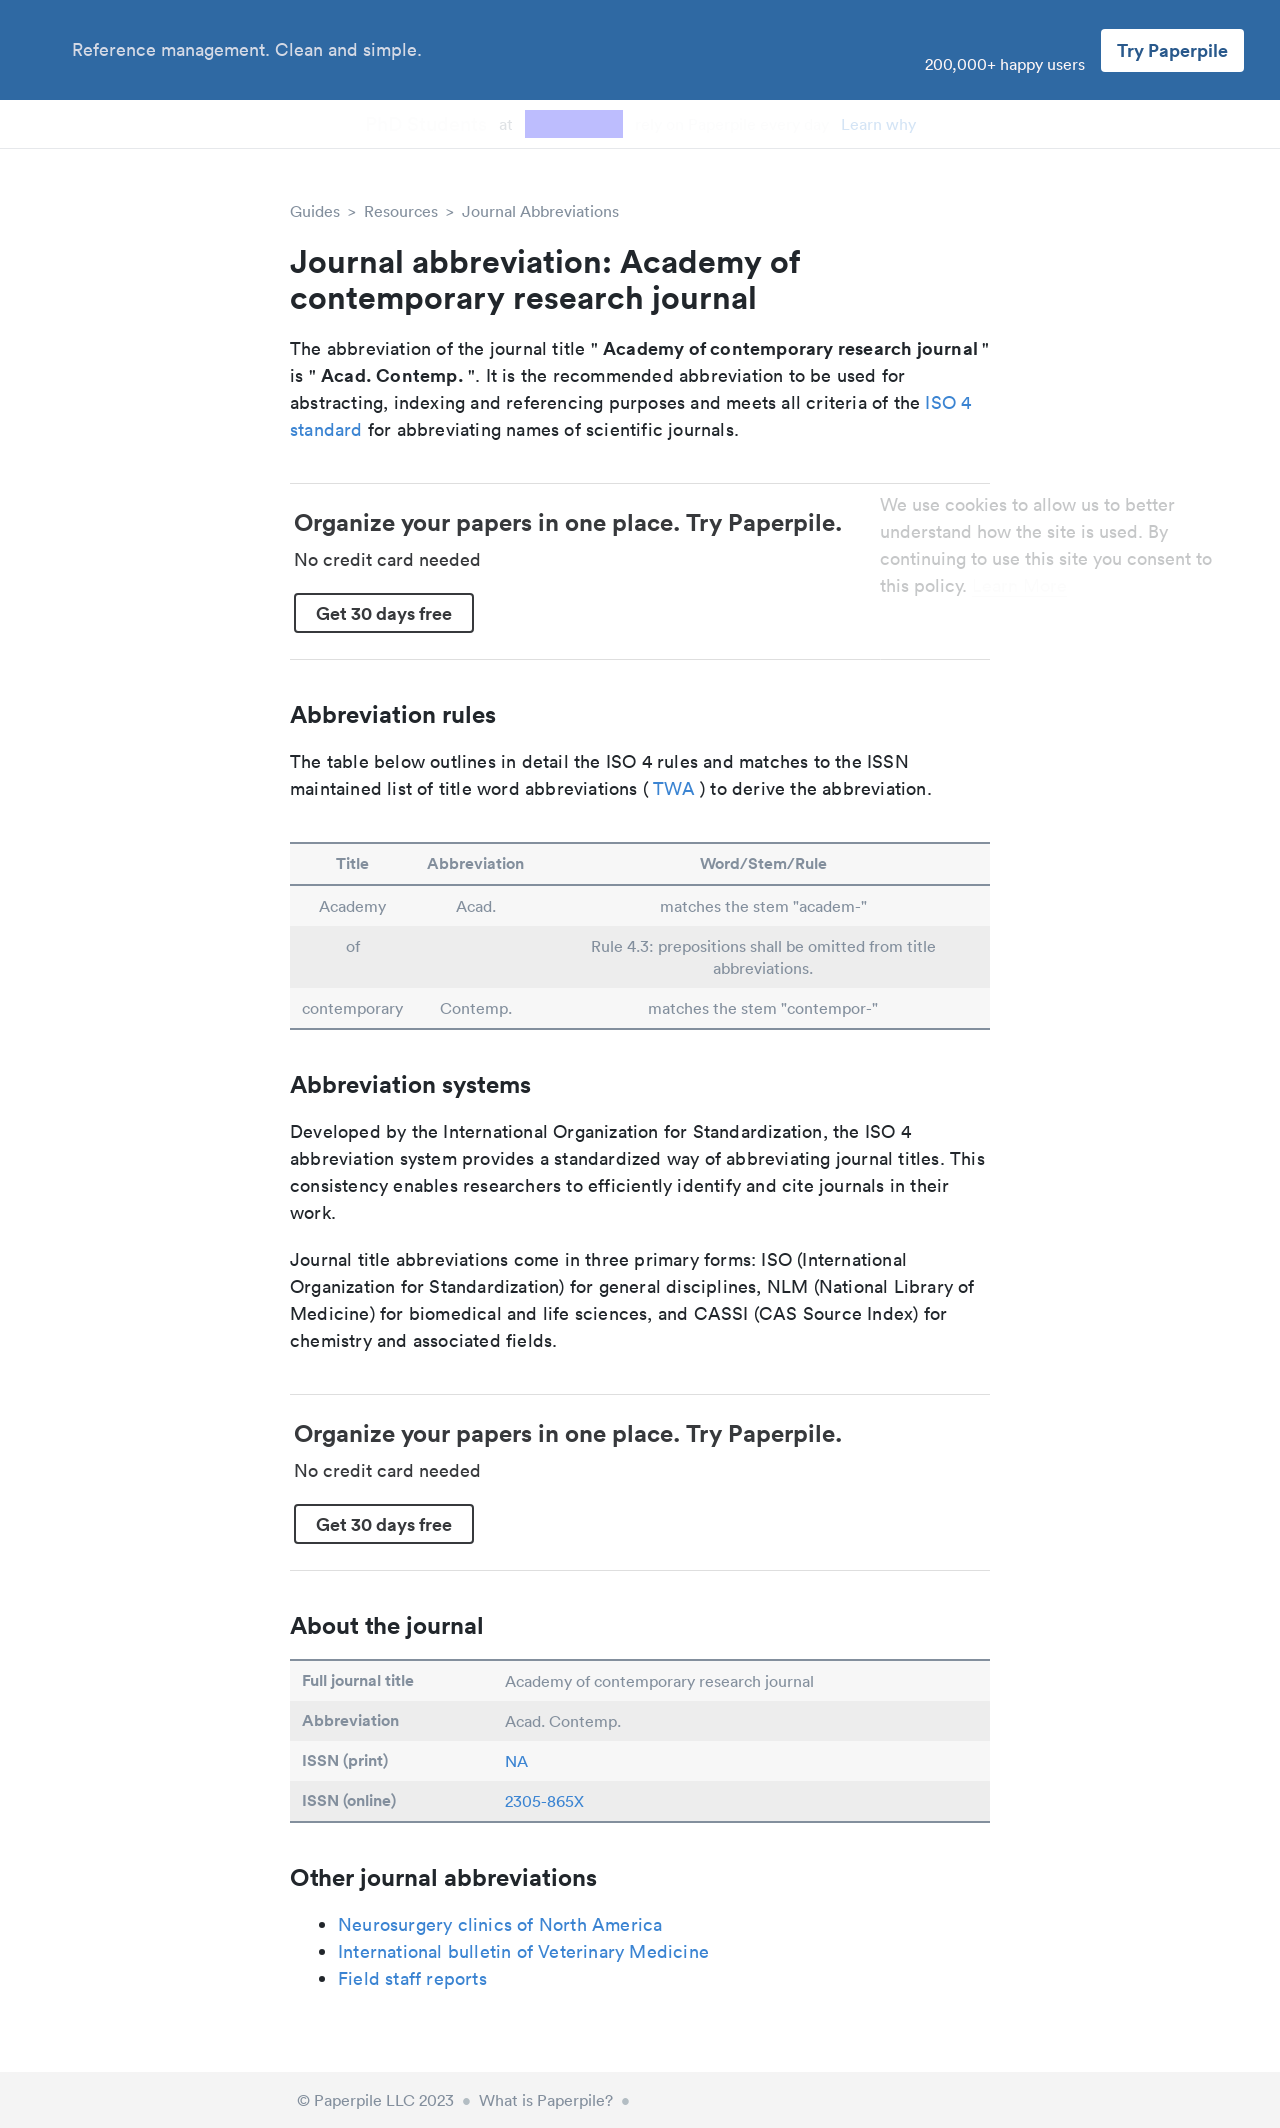 Reference management. Clean and simple.
200,000+ happy users
Try Paperpile
at
Learn why
Guides > Resources > Journal Abbreviations
Journal abbreviation: Academy of
contemporary research journal
The abbreviation of the journal title " Academy of contemporary research journal "
is " Acad. Contemp. ". It is the recommended abbreviation to be used for
abstracting, indexing and referencing purposes and meets all criteria of the ISO 4
standard for abbreviating names of scientific journals.
We use cookies to allow us to better
understand how the site is used. By
continuing to use this site you consent to
this policy.
Organize your papers in one place. Try Paperpile.
No credit card needed
Get 30 days free
Abbreviation rules
The table below outlines in detail the ISO 4 rules and matches to the ISSN
maintained list of title word abbreviations ( TWA ) to derive the abbreviation.
Title Abbreviation Word/Stem/Rule
Academy Acad. matches the stem "academ-"
of Rule 4.3: prepositions shall be omitted from title
abbreviations.
contemporary Contemp. matches the stem "contempor-"
Abbreviation systems
Developed by the International Organization for Standardization, the ISO 4
abbreviation system provides a standardized way of abbreviating journal titles. This
consistency enables researchers to efficiently identify and cite journals in their
work.
Journal title abbreviations come in three primary forms: ISO (International
Organization for Standardization) for general disciplines, NLM (National Library of
Medicine) for biomedical and life sciences, and CASSI (CAS Source Index) for
chemistry and associated fields.
Organize your papers in one place. Try Paperpile.
No credit card needed
Get 30 days free
About the journal
Full journal title Academy of contemporary research journal
Abbreviation Acad. Contemp.
ISSN (print) NA
ISSN (online) 2305-865X
Other journal abbreviations
• Neurosurgery clinics of North America
• International bulletin of Veterinary Medicine
• Field staff reports
© Paperpile LLC 2023 • What is Paperpile? •